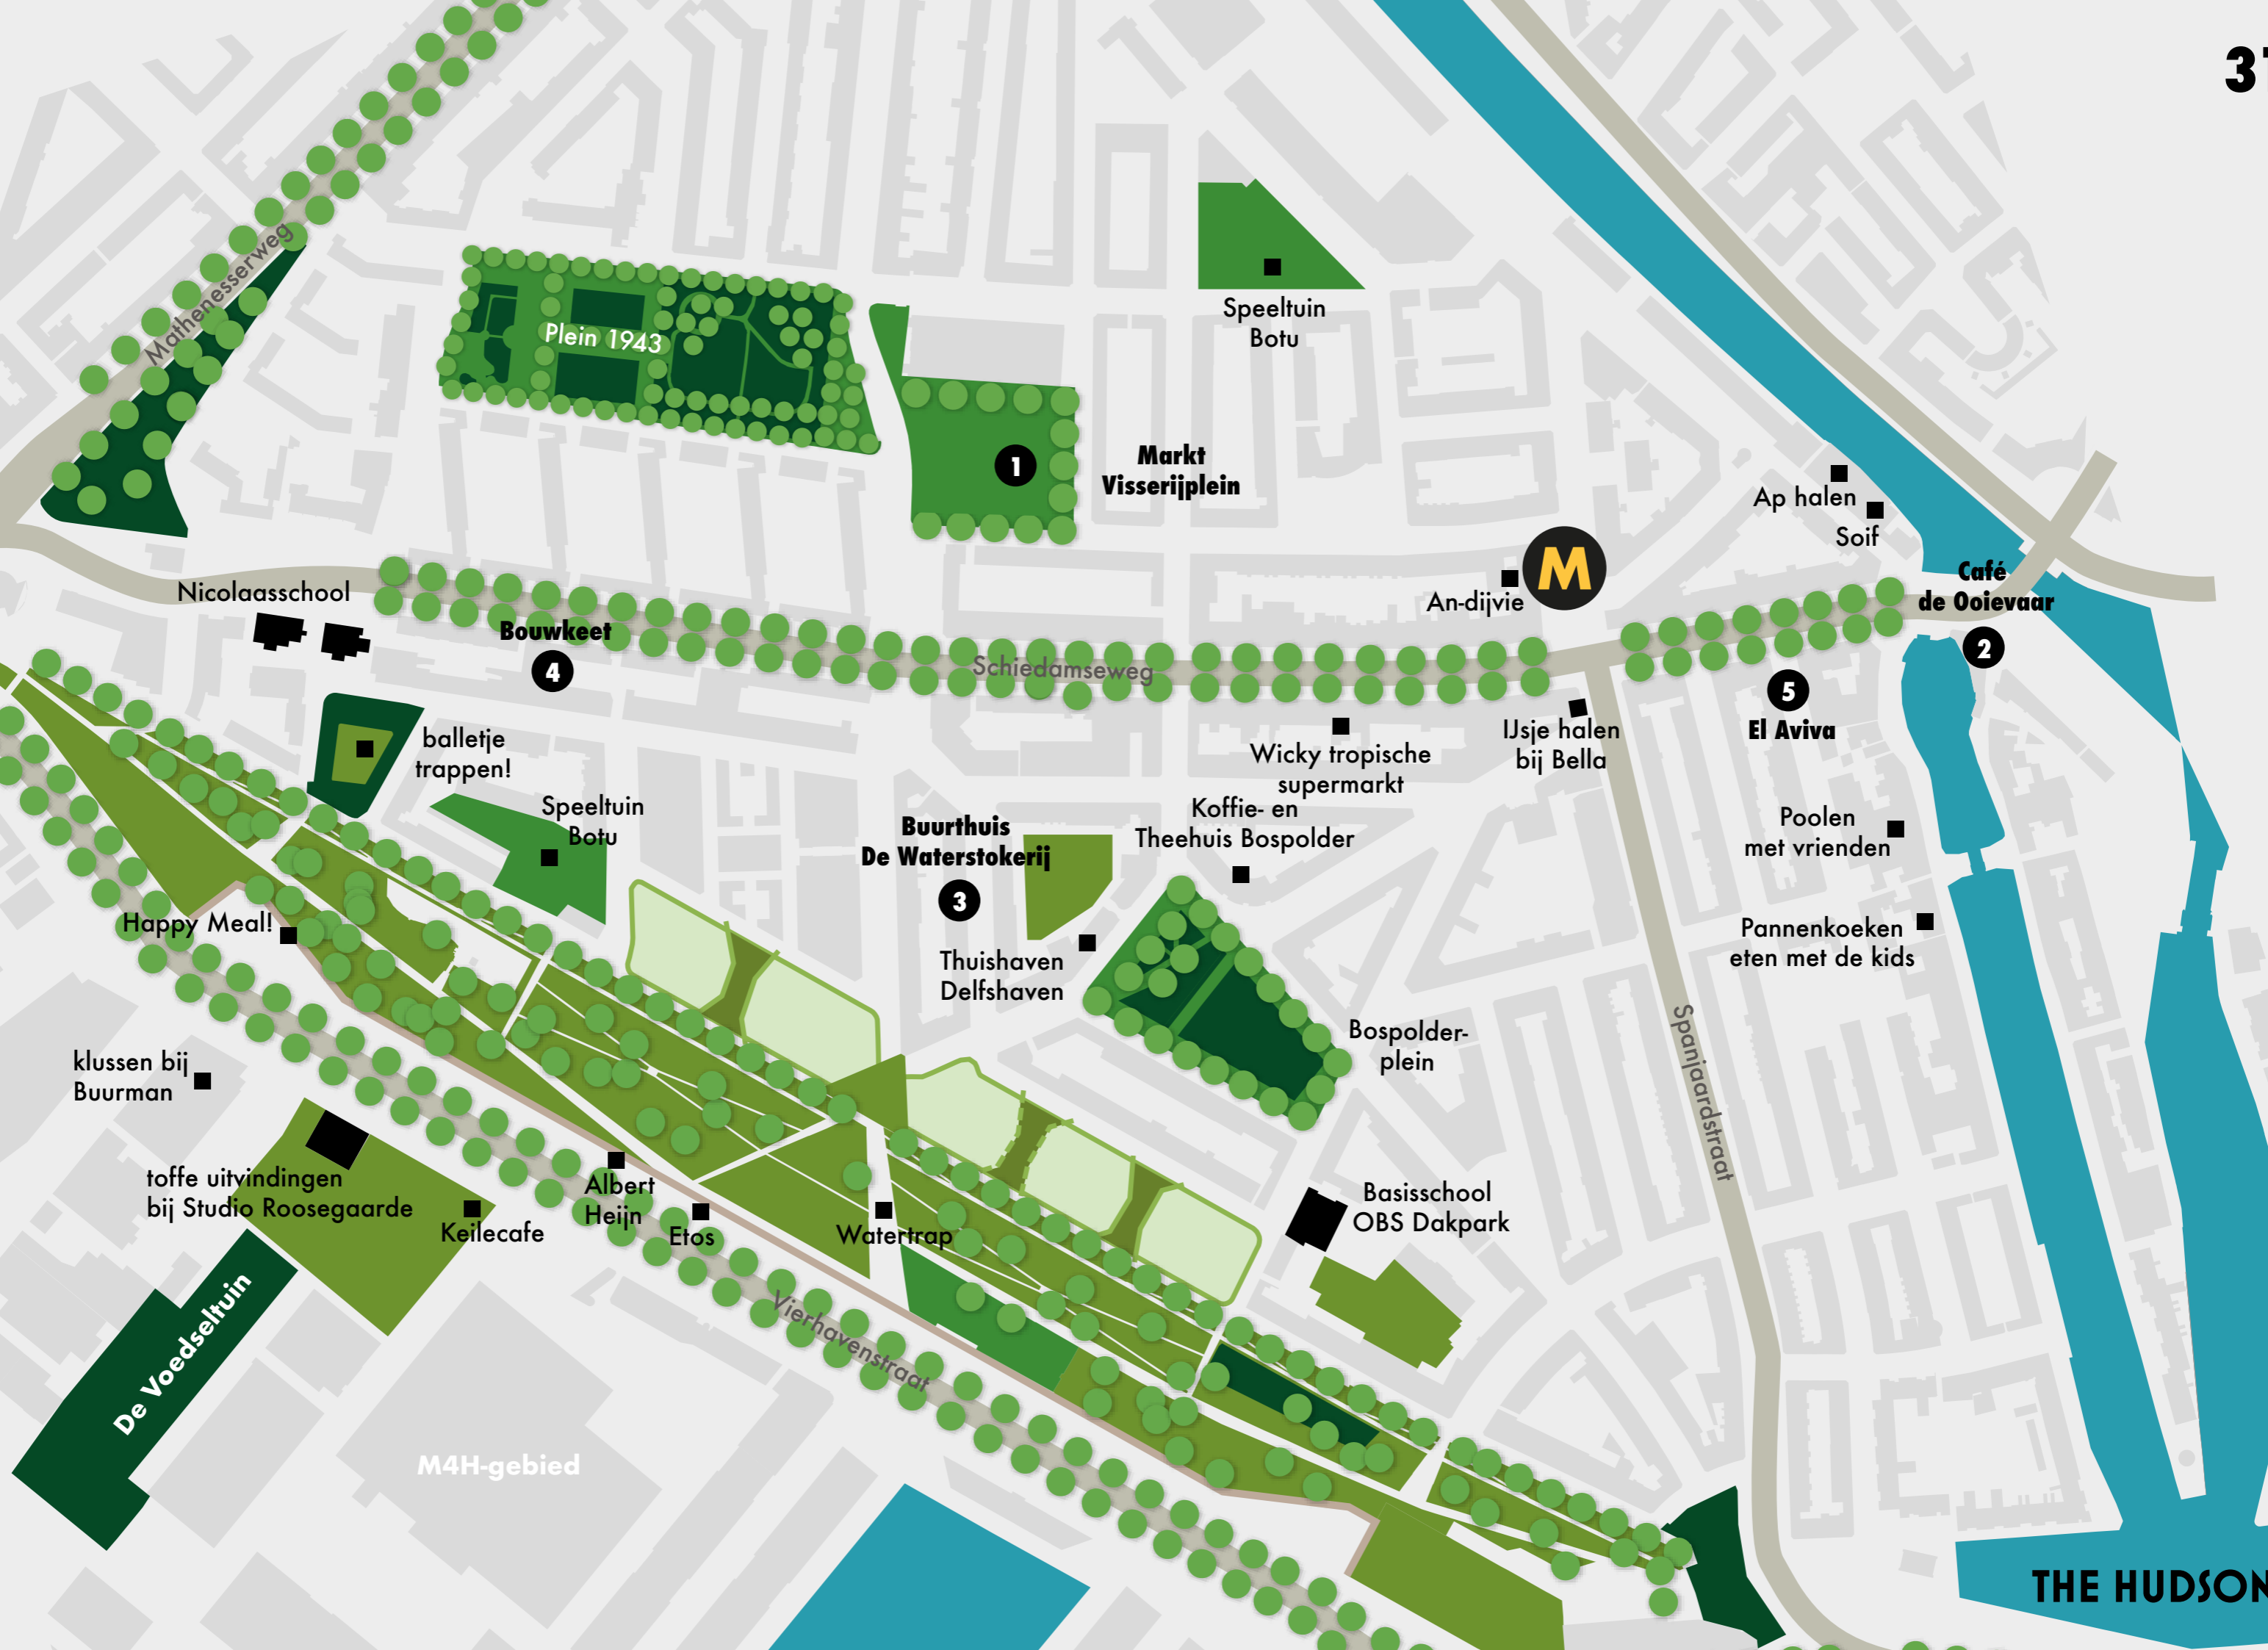 31
Mathenesserweg
Plein 1943
Speeltuin
Botu
1
Markt
Visserijplein
Ap halen
Soif
M
An-dijvie
Café
de Ooievaar
2
Nicolaasschool
Bouwkeet
4
Schiedamseweg
5
El Aviva
IJsje halen
bij Bella
Wicky tropische
supermarkt
balletje
trappen!
Speeltuin
Botu
Koffie- en
Theehuis Bospolder
Buurthuis
De Waterstokerij
3
Poolen
met vrienden
Happy Meal!
Thuishaven
Delfshaven
Pannenkoeken
eten met de kids
Bospolder-
plein
Spanjaardstraat
klussen bij
Buurman
toffe uitvindingen
bij Studio Roosegaarde
Keilecafe
Albert
Heijn
Etos
Watertrap
Basisschool
OBS Dakpark
De Voedseltuin
Vierhavenstraat
M4H-gebied
THE HUDSON